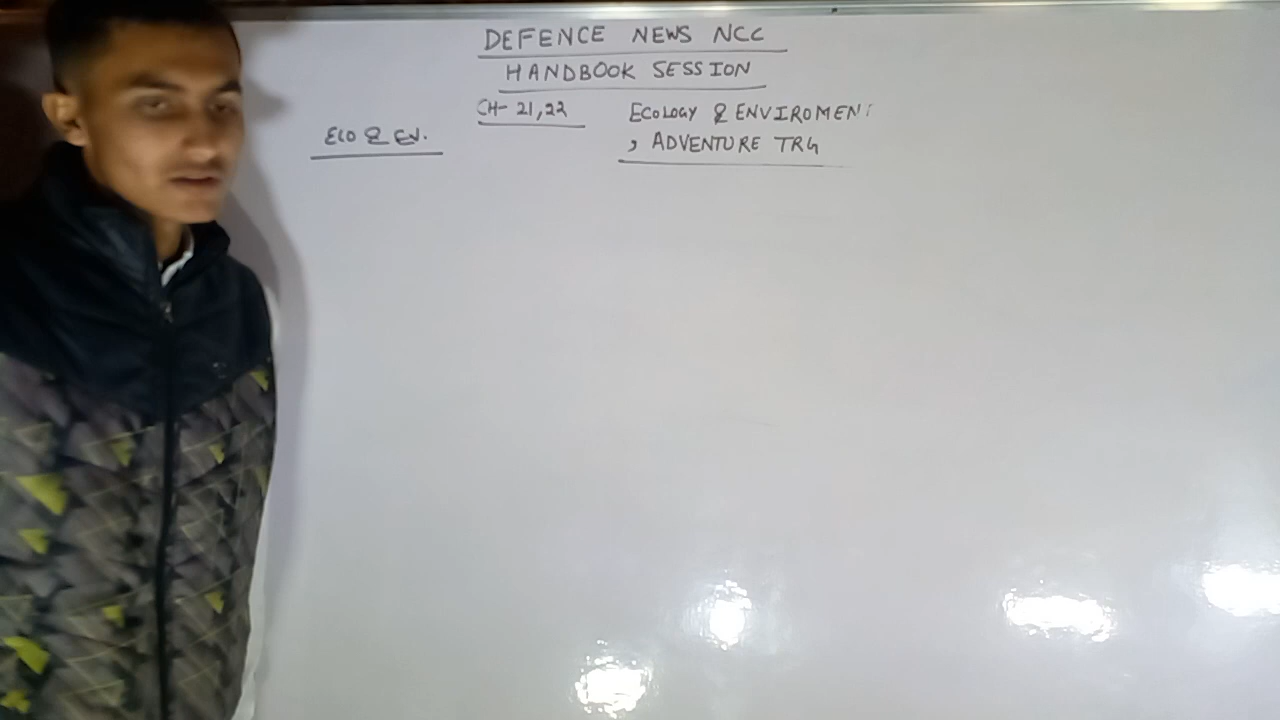 DEFENCE NEWS NCC
HANDBOOK SESSION
CH- 21,22 ECOLOGY & ENVIROMEN
, ADVENTURE TRG
ECO & EV.